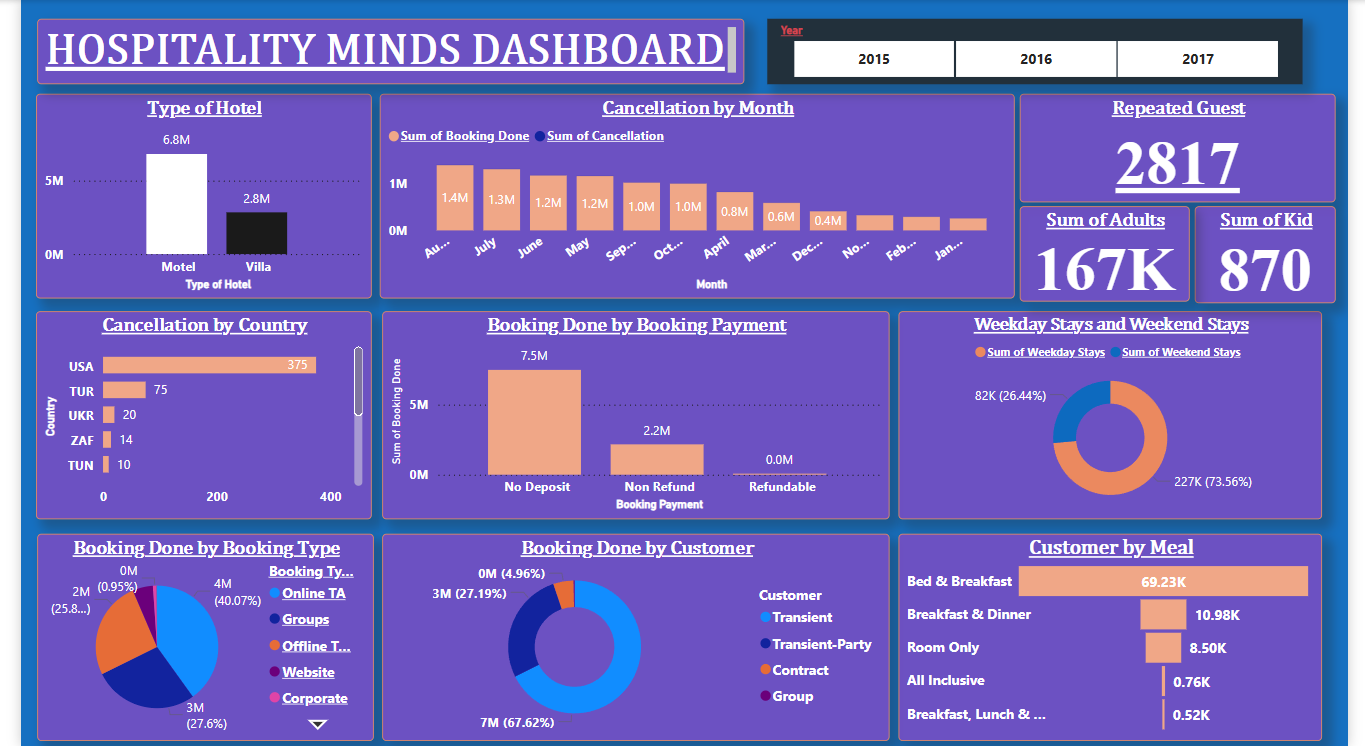 HOSPITALITY MINDS DASHBOARD
Year
2015 2016 2017
Type of Hotel
6.8M
5M
2.8M
0M
Motel Villa
Type of Hotel
Cancellation by Month
Sum of Booking Done Sum of Cancellation
1M
1.4M 1.3M 1.2M 1.2M 1.0M 1.0M 0.8M 0.6M 0.4M
0M
Au... July June May Sep... Oct... April Mar... Dec... No... Feb... Jan...
Month
Repeated Guest
2817
Sum of Adults
167K
Sum of Kid
870
Cancellation by Country
Country
USA 375
TUR 75
UKR 20
ZAF 14
TUN 10
0 200 400
Booking Done by Booking Payment
Sum of Booking Done
7.5M
5M
2.2M
0.0M
0M
No Deposit Non Refund Refundable
Booking Payment
Weekday Stays and Weekend Stays
Sum of Weekday Stays Sum of Weekend Stays
82K (26.44%)
227K (73.56%)
Booking Done by Booking Type
0M
(0.95%)
2M
(25.8...)
4M
(40.07%)
3M
(27.6%)
Booking Ty...
Online TA
Groups
Offline T...
Website
Corporate
Booking Done by Customer
0M (4.96%)
3M (27.19%)
7M (67.62%)
Customer
Transient
Transient-Party
Contract
Group
Customer by Meal
Bed & Breakfast 69.23K
Breakfast & Dinner 10.98K
Room Only 8.50K
All Inclusive 0.76K
Breakfast, Lunch & ... 0.52K